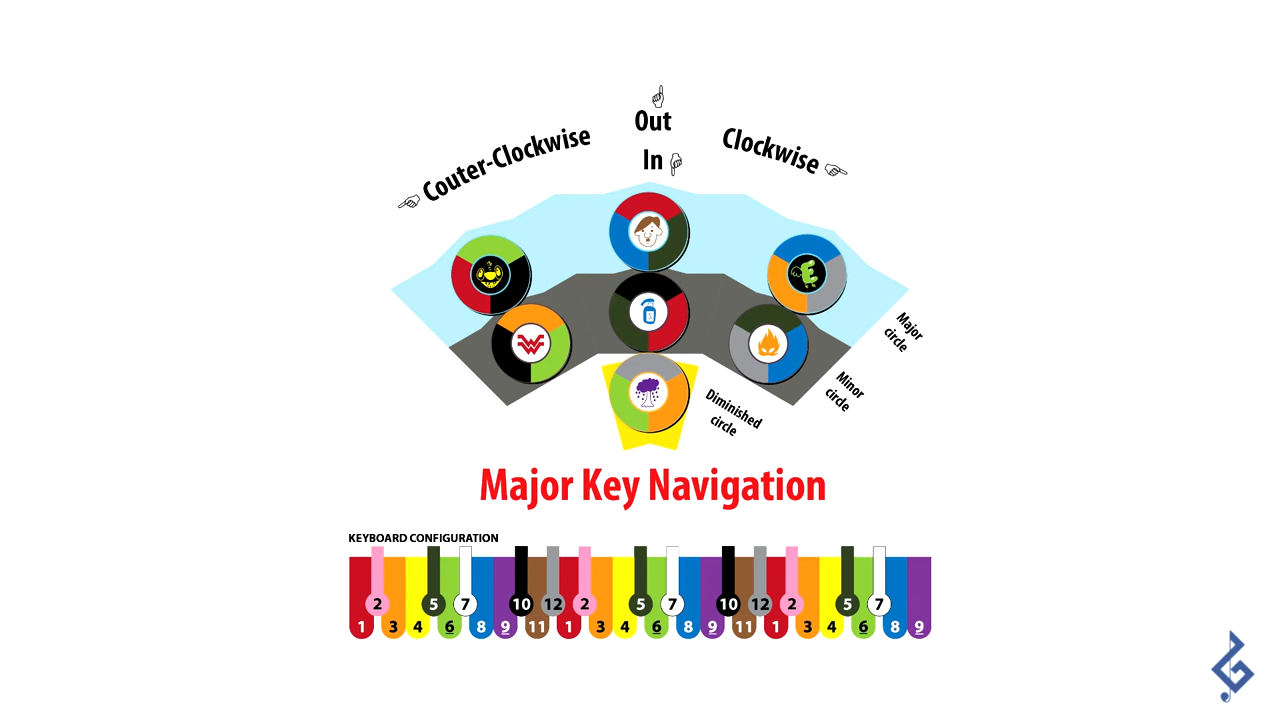 Out
In
Couter-Clockwise
Clockwise
E
W
Major
circle
Minor
circle
Diminished
circle
Major Key Navigation
KEYBOARD CONFIGURATION
2 5 7 10 12 2 5 7 10 12 2 5 7
1 3 4 6 8 9 11 1 3 4 6 8 9 11 1 3 4 6 8 9